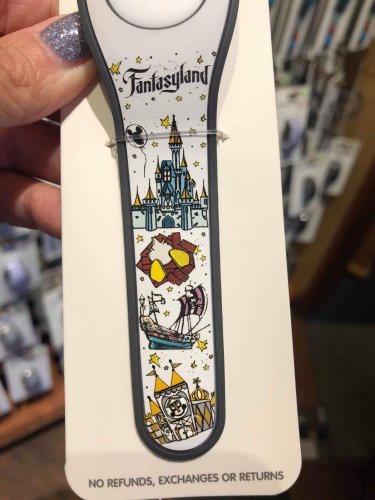 Fantasyland
NO REFUNDS, EXCHANGES OR RETURNS